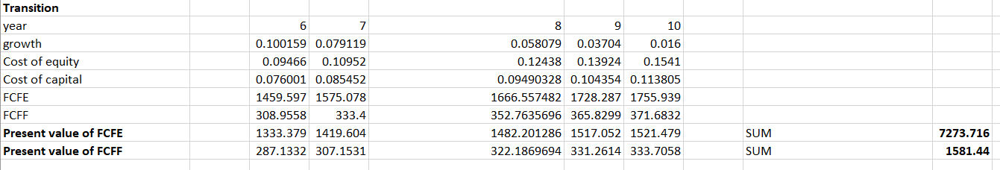 Transition
year 6 7 8 9 10
growth 0.100159 0.079119 0.058079 0.03704 0.016
Cost of equity 0.09466 0.10952 0.12438 0.13924 0.1541
Cost of capital 0.076001 0.085452 0.09490328 0.104354 0.113805
FCFE 1459.597 1575.078 1666.557482 1728.287 1755.939
FCFF 308.9558 333.4 352.7635696 365.8299 371.6832
Present value of FCFE 1333.379 1419.604 1482.201286 1517.052 1521.479 SUM 7273.716
Present value of FCFF 287.1332 307.1531 322.1869694 331.2614 333.7058 SUM 1581.44